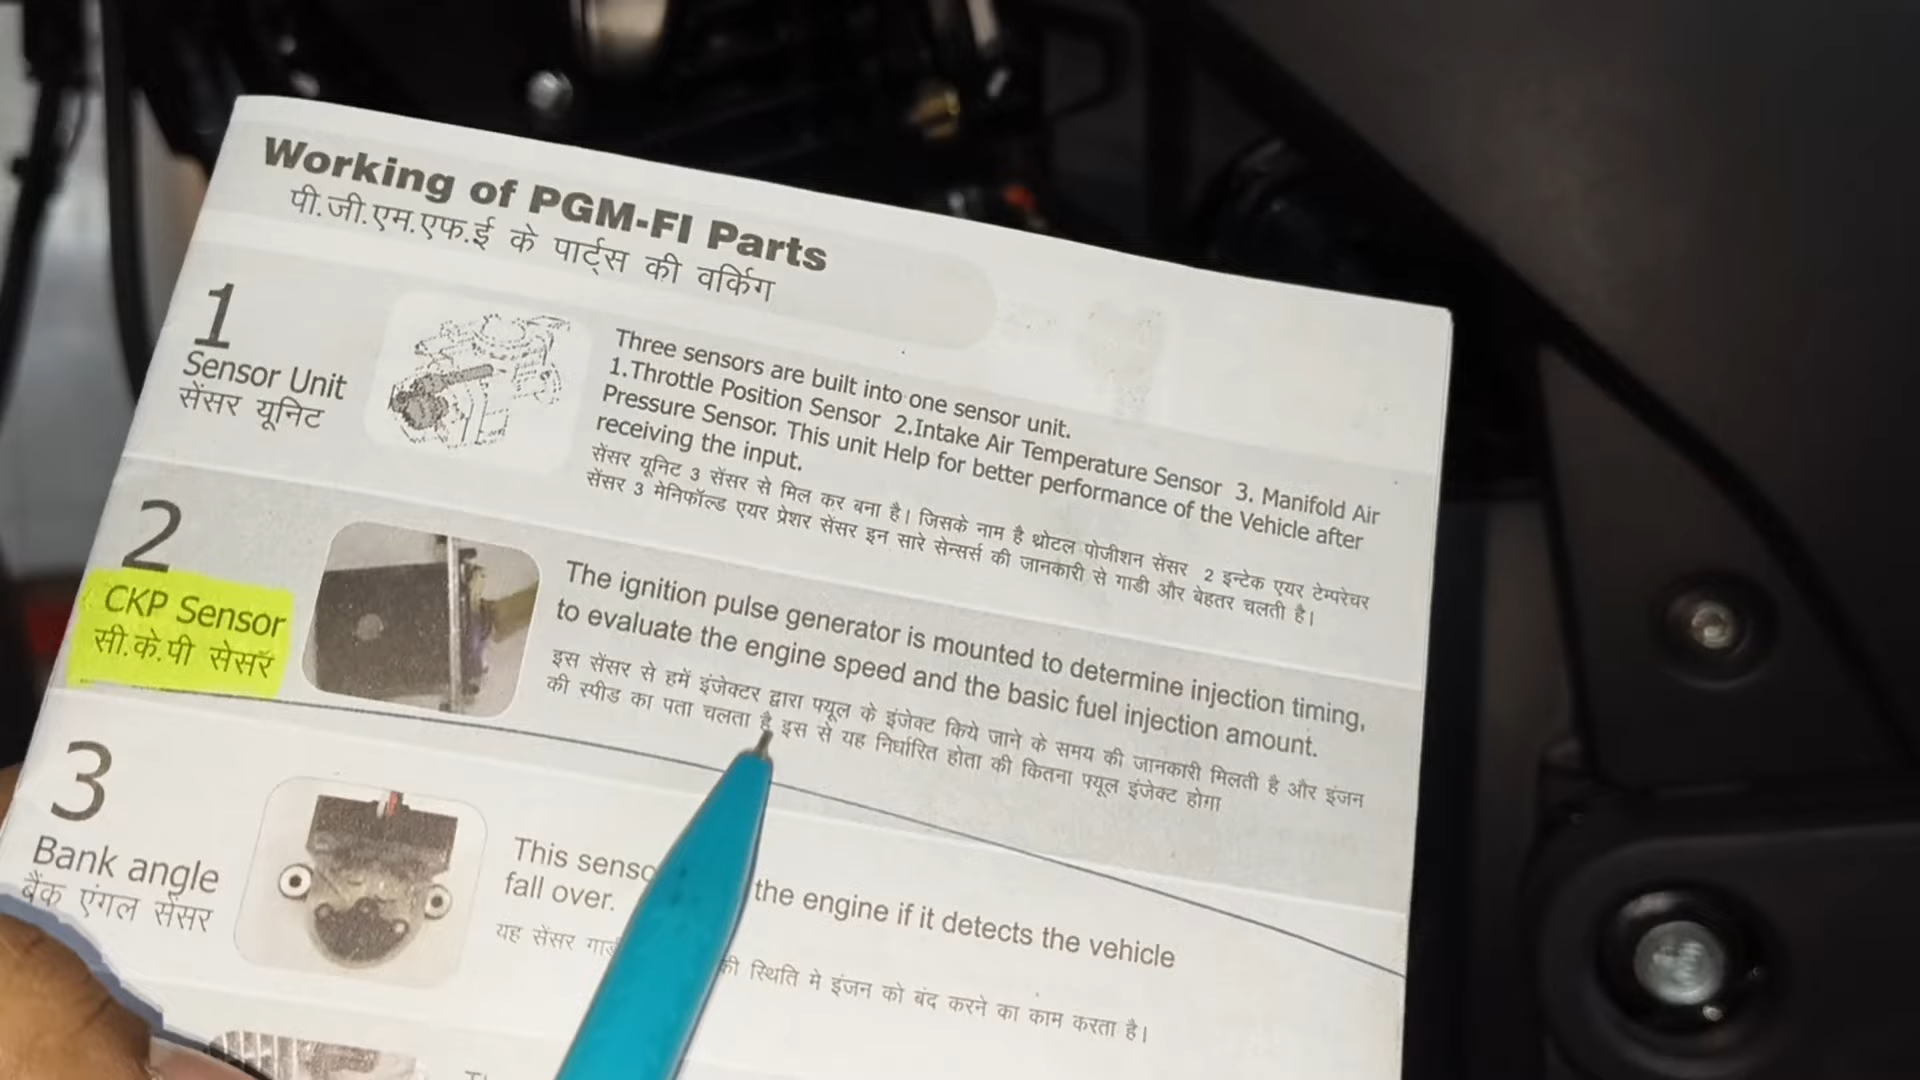 Working of PGM-FI Parts
पी.जी.एम.एफ.ई के पार्ट्स की वर्किंग
1
Sensor Unit
सेंसर यूनिट
Three sensors are built into one sensor unit.
1.Throttle Position Sensor 2.Intake Air Temperature Sensor 3. Manifold Air
Pressure Sensor. This unit Help for better performance of the Vehicle after
receiving the input.
सेंसर यूनिट 3 सेंसर से मिल कर बना है। जिसके नाम है थ्रोटल पोजीशन सेंसर 2 इन्टेक एयर टेम्परेचर
सेंसर 3 मेनिफॉल्ड एयर प्रेशर सेंसर इन सारे सेन्सर्स की जानकारी से गाडी और बेहतर चलती है।
2
CKP Sensor
सी.के.पी सेसर
The ignition pulse generator is mounted to determine injection timing,
to evaluate the engine speed and the basic fuel injection amount.
इस सेंसर से हमें इंजेक्टर द्वारा फ्यूल के इंजेक्ट किये जाने के समय की जानकारी मिलती है और इंजन
की स्पीड का पता चलता है इस से यह निर्धारित होता की कितना फ्यूल इंजेक्ट होगा
3
Bank angle
बैंक एंगल सेंसर
This the engine if it detects the vehicle
fall over.
यह सेंसर की स्थिति मे इंजन को बंद करने का काम करता है।